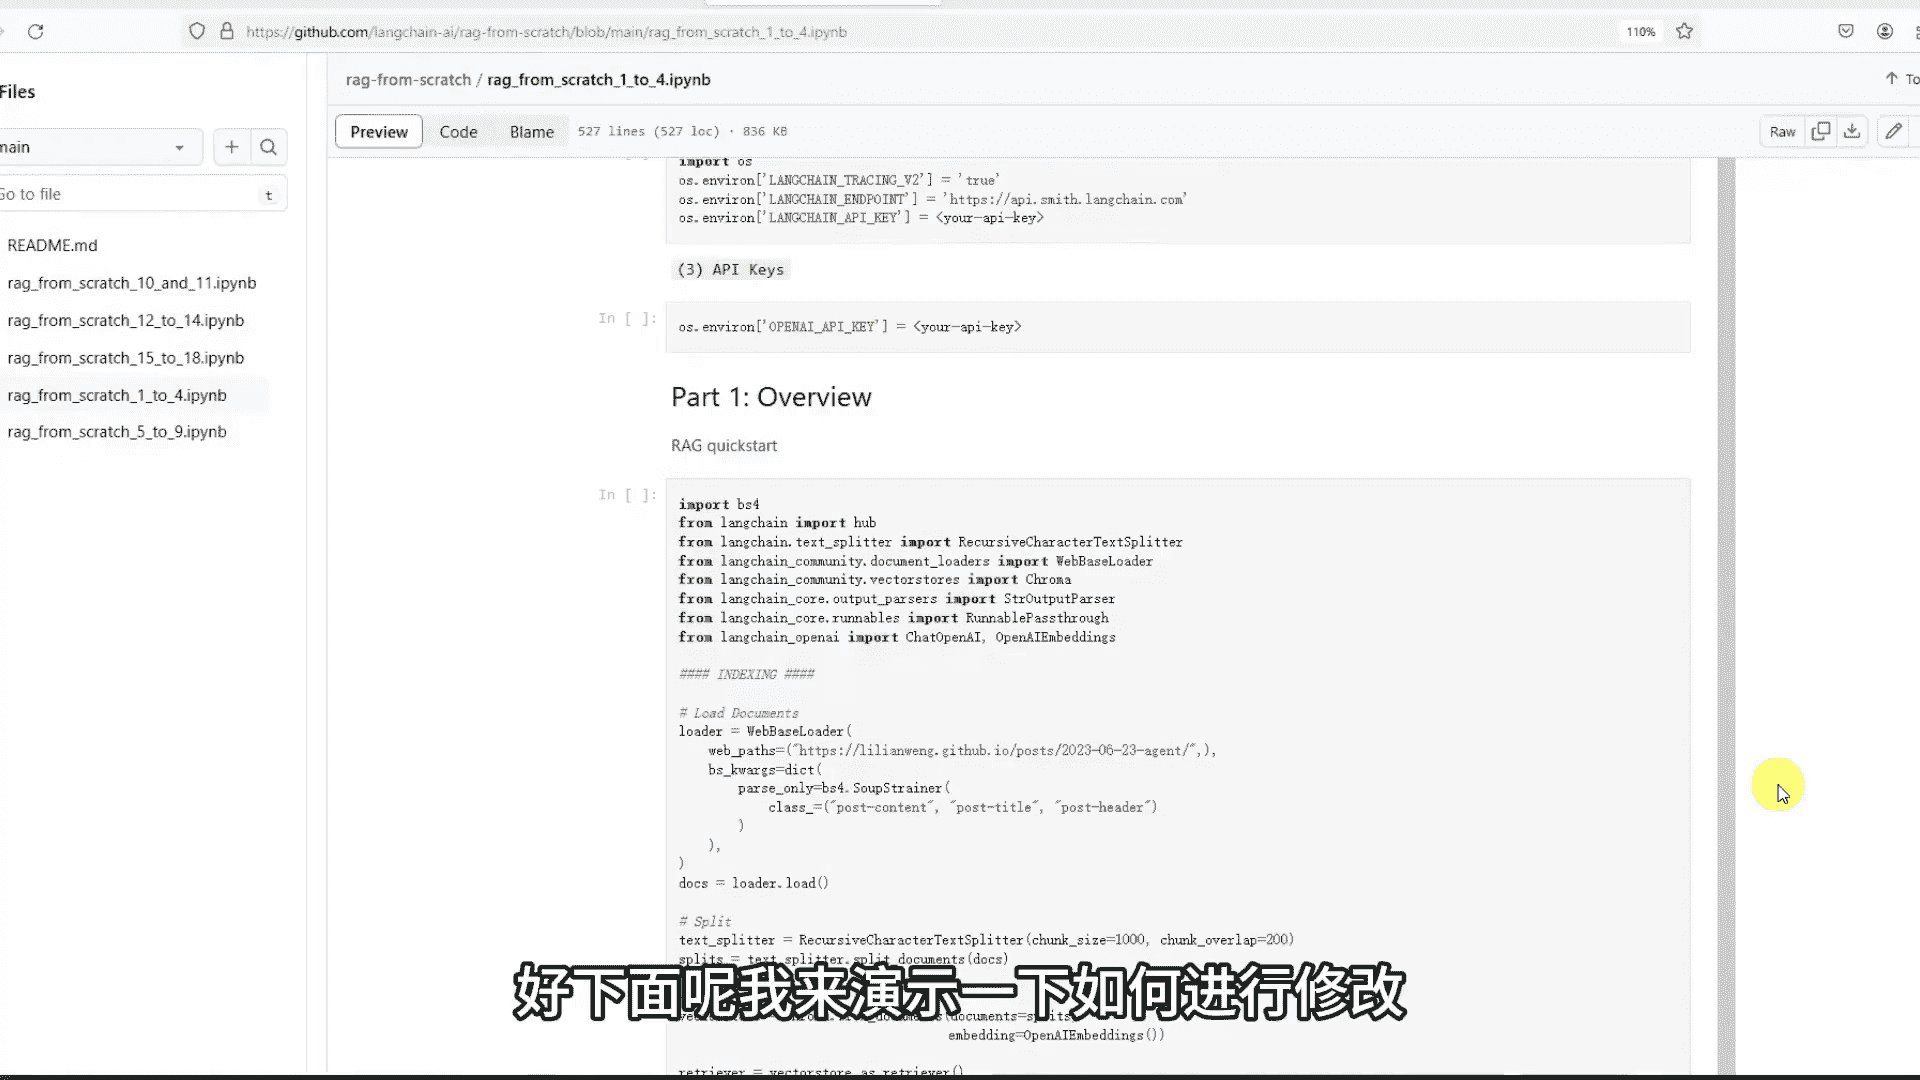 https://github.com/langchain-ai/rag-from-scratch/blob/main/rag_from_scratch_1_to_4.ipynb
110%
Files
rag-from-scratch / rag_from_scratch_1_to_4.ipynb
Preview Code Blame 527 lines (527 loc) · 836 KB
Raw
main
Go to file
t
README.md
rag_from_scratch_10_and_11.ipynb
rag_from_scratch_12_to_14.ipynb
rag_from_scratch_15_to_18.ipynb
rag_from_scratch_1_to_4.ipynb
rag_from_scratch_5_to_9.ipynb
import os
os.environ['LANGCHAIN_TRACING_V2'] = 'true'
os.environ['LANGCHAIN_ENDPOINT'] = 'https://api.smith.langchain.com'
os.environ['LANGCHAIN_API_KEY'] = <your-api-key>
(3) API Keys
In [ ]:
os.environ['OPENAI_API_KEY'] = <your-api-key>
Part 1: Overview
RAG quickstart
In [ ]:
import bs4
from langchain import hub
from langchain.text_splitter import RecursiveCharacterTextSplitter
from langchain_community.document_loaders import WebBaseLoader
from langchain_community.vectorstores import Chroma
from langchain_core.output_parsers import StrOutputParser
from langchain_core.runnables import RunnablePassthrough
from langchain_openai import ChatOpenAI, OpenAIEmbeddings
#### INDEXING ####
# Load Documents
loader = WebBaseLoader(
web_paths=("https://lilianweng.github.io/posts/2023-06-23-agent/",),
bs_kwargs=dict(
parse_only=bs4.SoupStrainer(
class_=("post-content", "post-title", "post-header")
)
),
)
docs = loader.load()
# Split
text_splitter = RecursiveCharacterTextSplitter(chunk_size=1000, chunk_overlap=200)
splits = text_splitter.split_documents(docs)
好下面呢我来演示一下如何进行修改
(documents=splits,
embedding=OpenAIEmbeddings())
retriever = vectorstore.as_retriever()